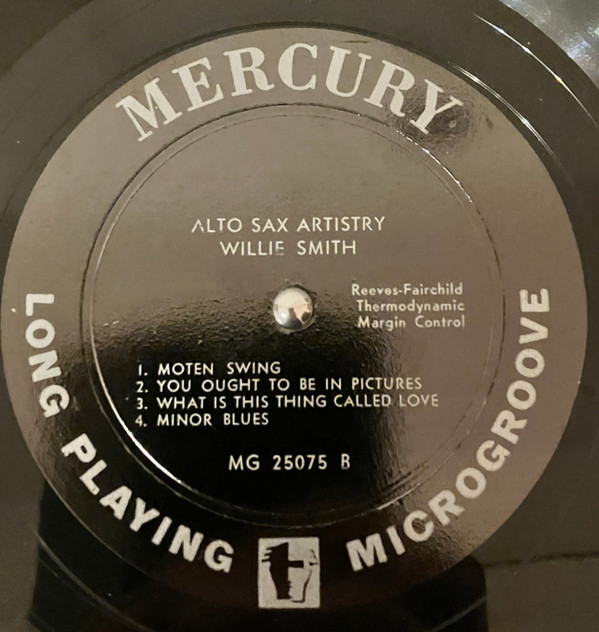 MERCURY
ALTO SAX ARTISTRY
WILLIE SMITH
Reeves-Fairchild
Thermodynamic
Margin Control
1. MOTEN SWING
2. YOU OUGHT TO BE IN PICTURES
3. WHAT IS THIS THING CALLED LOVE
4. MINOR BLUES
MG 25075 B
LONG PLAYING MICROGROOVE